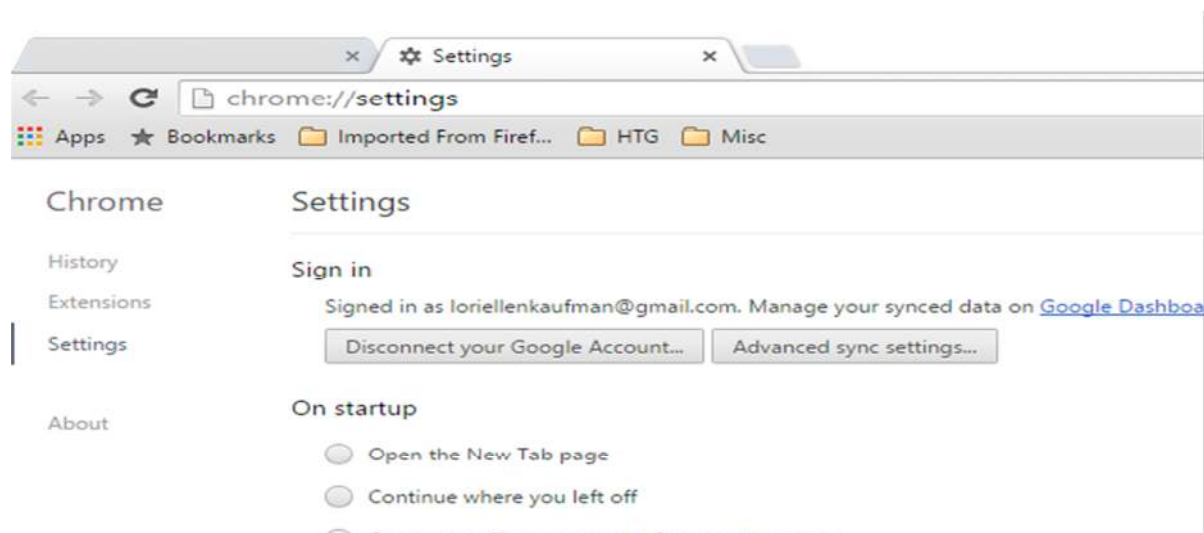 Settings
chrome://settings
Apps Bookmarks Imported From Firef... HTG Misc
Chrome
Settings
History
Extensions
Settings
About
Sign in
Signed in as loriellenkaufman@gmail.com. Manage your synced data on Google Dashboa
Disconnect your Google Account... Advanced sync settings...
On startup
Open the New Tab page
Continue where you left off